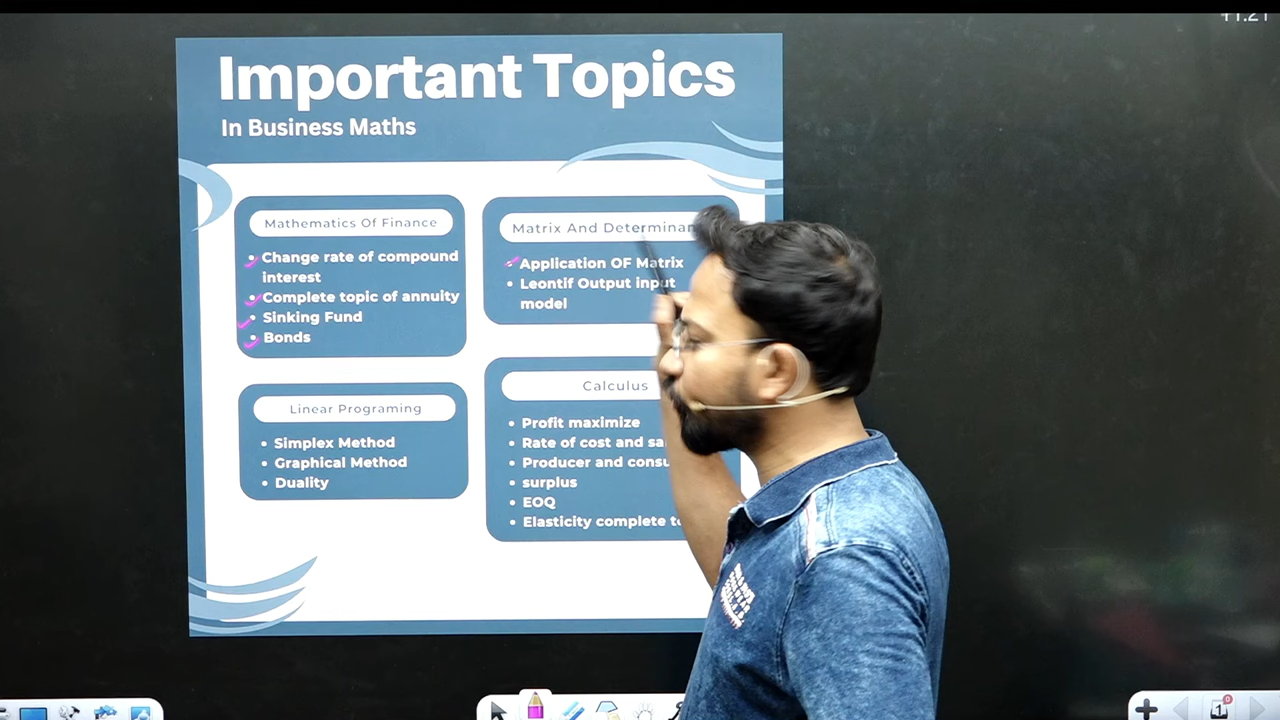 Important Topics
In Business Maths
Mathematics Of Finance
Change rate of compound
interest
Complete topic of annuity
Sinking Fund
Bonds
Matrix And
Application OF Matrix
Leontif Output input
model
Linear Programing
Simplex Method
Graphical Method
Duality
Calculus
Profit maximize
Rate of cost and
Producer and
surplus
EOQ
Elasticity complete
1